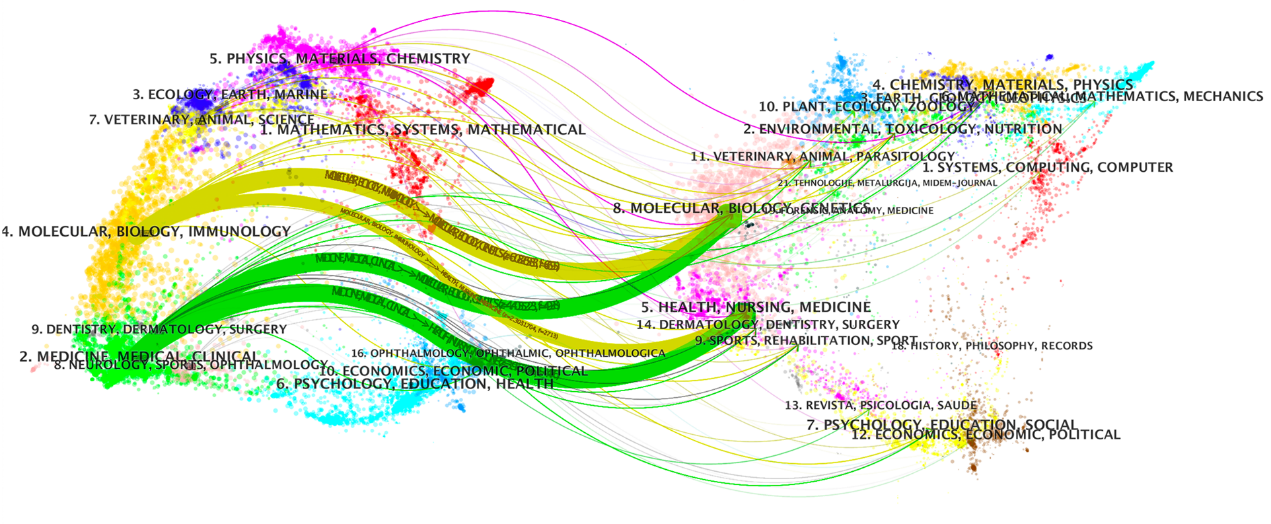 5. PHYSICS, MATERIALS, CHEMISTRY
3. ECOLOGY, EARTH, MARINE
7. VETERINARY, ANIMAL, SCIENCE
1. MATHEMATICS, SYSTEMS, MATHEMATICAL
4. MOLECULAR, BIOLOGY, IMMUNOLOGY
9. DENTISTRY, DERMATOLOGY, SURGERY
2. MEDICINE, MEDICAL, CLINICAL
8. NEUROLOGY, SPORTS, OPHTHALMOLOGY
16. OPHTHALMOLOGY, OPHTHALMIC, OPHTHALMOLOGICA
10. ECONOMICS, ECONOMIC, POLITICAL
6. PSYCHOLOGY, EDUCATION, HEALTH
4. CHEMISTRY, MATERIALS, PHYSICS
MATHEMATICAL, MATHEMATICS, MECHANICS
10. PLANT, ECOLOGY, ZOOLOGY
2. ENVIRONMENTAL, TOXICOLOGY, NUTRITION
11. VETERINARY, ANIMAL, PARASITOLOGY
1. SYSTEMS, COMPUTING, COMPUTER
21. TEHNOLOGIJE, METALURGIJA, MIDEM-JOURNAL
8. MOLECULAR, BIOLOGY, GENETICS
ANATOMY, MEDICINE
5. HEALTH, NURSING, MEDICINE
14. DERMATOLOGY, DENTISTRY, SURGERY
9. SPORTS, REHABILITATION, SPORT
HISTORY, PHILOSOPHY, RECORDS
13. REVISTA, PSICOLOGIA, SAUDE
7. PSYCHOLOGY, EDUCATION, SOCIAL
12. ECONOMICS, ECONOMIC, POLITICAL